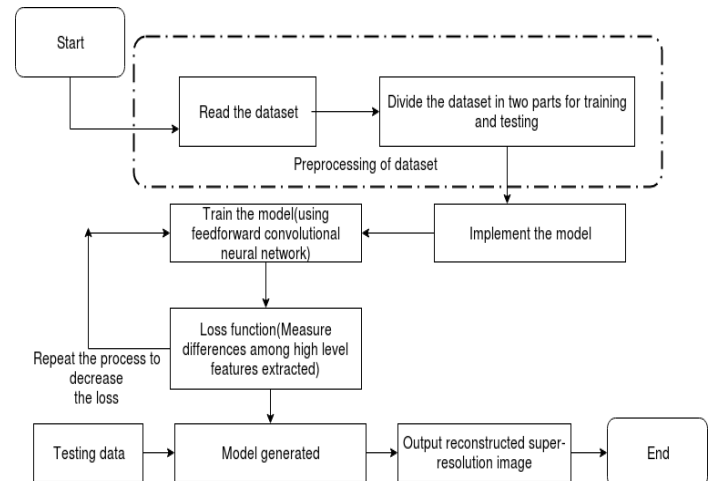 Start
Read the dataset
Divide the dataset in two parts for training
and testing
Preprocessing of dataset
Train the model(using
feedforward convolutional
neural network)
Implement the model
Loss function(Measure
differences among high level
features extracted)
Repeat the process to
decrease
the loss
Testing data
Model generated
Output reconstructed super-
resolution image
End